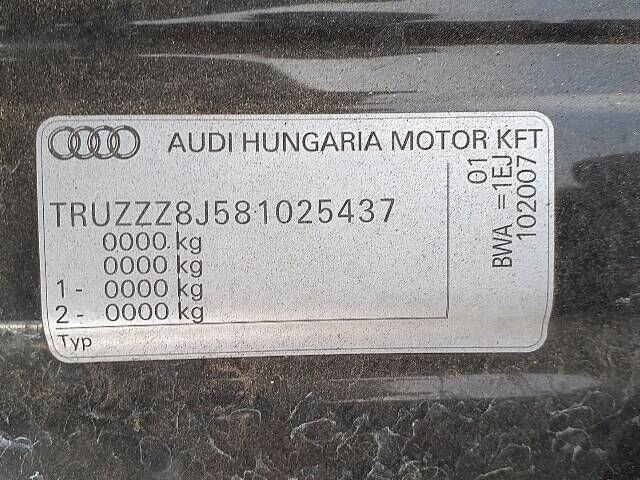 AUDI HUNGARIA MOTOR KFT
TRUZZZ8J581025437
0000 kg
0000 kg
1 - 0000 kg
2 - 0000 kg
Typ
01
BWA =1EJ
102007